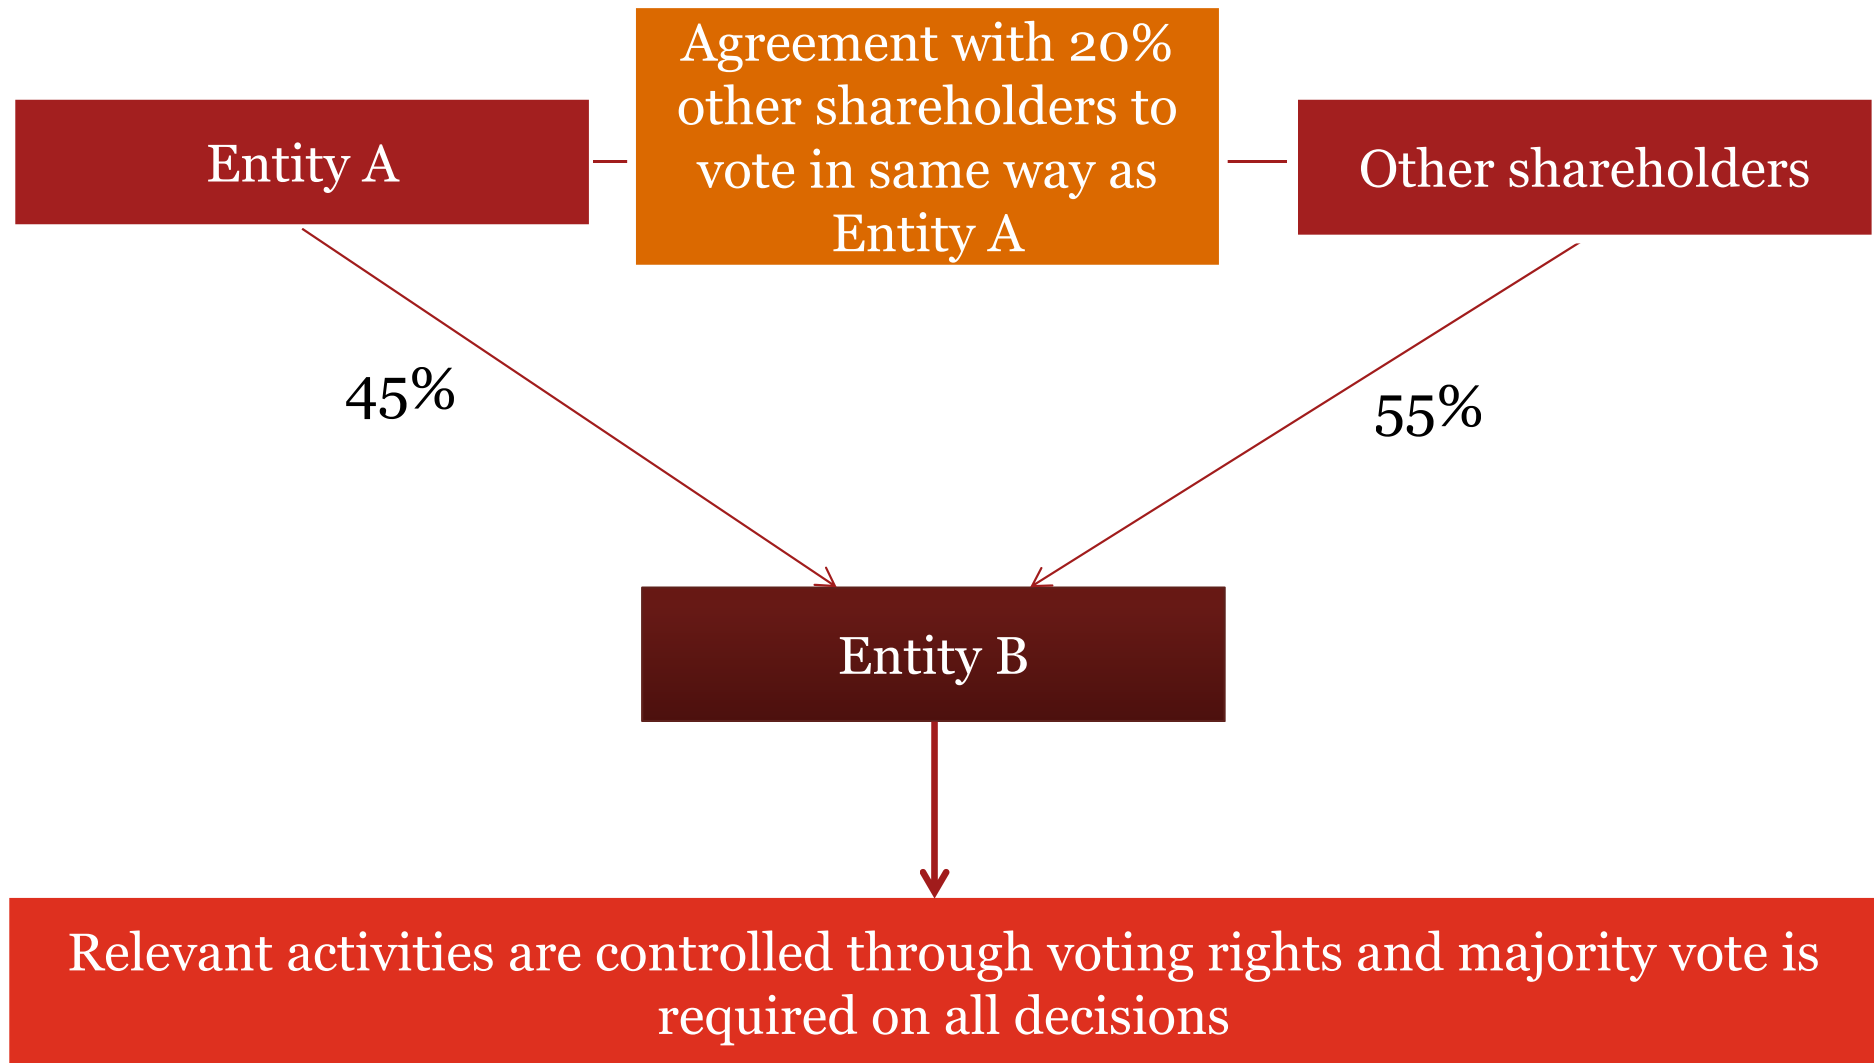 Agreement with 20%
other shareholders to
vote in same way as
Entity A
Entity A
Other shareholders
45%
55%
Entity B
Relevant activities are controlled through voting rights and majority vote is
required on all decisions